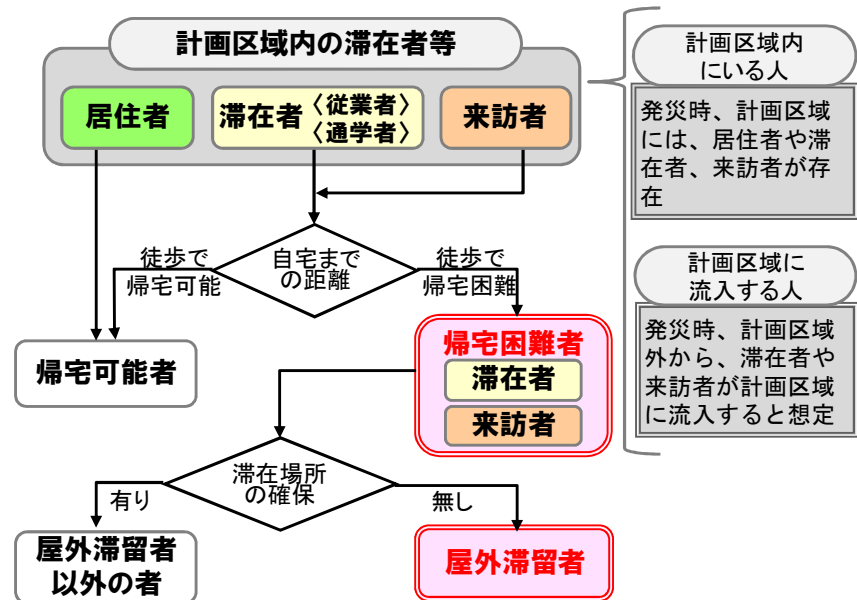 計画区域内の滞在者等
居住者
滞在者〈従業者〉
〈通学者〉
来訪者
自宅まで
の距離
徒歩で
帰宅可能
徒歩で
帰宅困難
帰宅可能者
帰宅困難者
滞在者
来訪者
滞在場所
の確保
有り
無し
屋外滞留者
以外の者
屋外滞留者
計画区域内
にいる人
発災時、計画区域
には、居住者や滞
在者、来訪者が存
在
計画区域に
流入する人
発災時、計画区域
外から、滞在者や
来訪者が計画区域
に流入すると想定